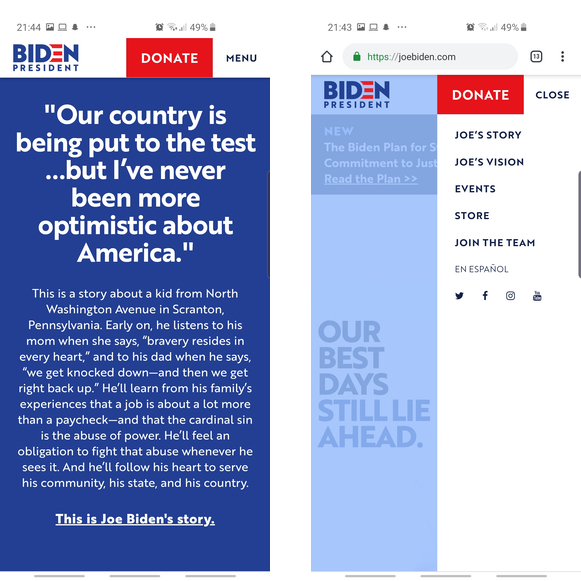 21:44 ... 49%
BIDEN
PRESIDENT
DONATE
MENU
"Our country is
being put to the test
...but I've never
been more
optimistic about
America."
This is a story about a kid from North
Washington Avenue in Scranton,
Pennsylvania. Early on, he listens to his
mom when she says, “bravery resides in
every heart,” and to his dad when he says,
“we get knocked down—and then we get
right back up.” He’ll learn from his family’s
experiences that a job is about a lot more
than a paycheck—and that the cardinal sin
is the abuse of power. He’ll feel an
obligation to fight that abuse whenever he
sees it. And he’ll follow his heart to serve
his community, his state, and his country.
This is Joe Biden's story.
21:43 ... 49%
https://joebiden.com
13
BIDEN
PRESIDENT
DONATE
CLOSE
NEW
The Biden Plan for S
Commitment to Just
Read the Plan >>
OUR
BEST
DAYS
STILL LIE
AHEAD.
JOE’S STORY
JOE’S VISION
EVENTS
STORE
JOIN THE TEAM
EN ESPAÑOL